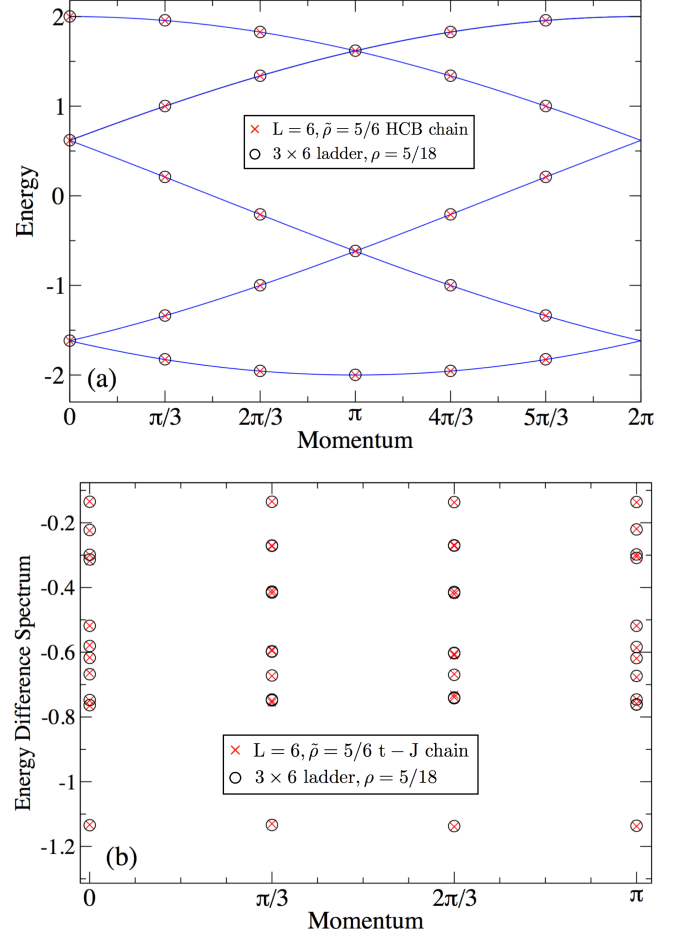 2
1
0
-1
-2
Energy
L = 6, ρ̃ = 5/6 HCB chain
3 × 6 ladder, ρ = 5/18
(a)
0 π/3 2π/3 π 4π/3 5π/3 2π
Momentum
-0.2
-0.4
-0.6
-0.8
-1
-1.2
Energy Difference Spectrum
L = 6, ρ̃ = 5/6 t − J chain
3 × 6 ladder, ρ = 5/18
(b)
0 π/3 2π/3 π
Momentum